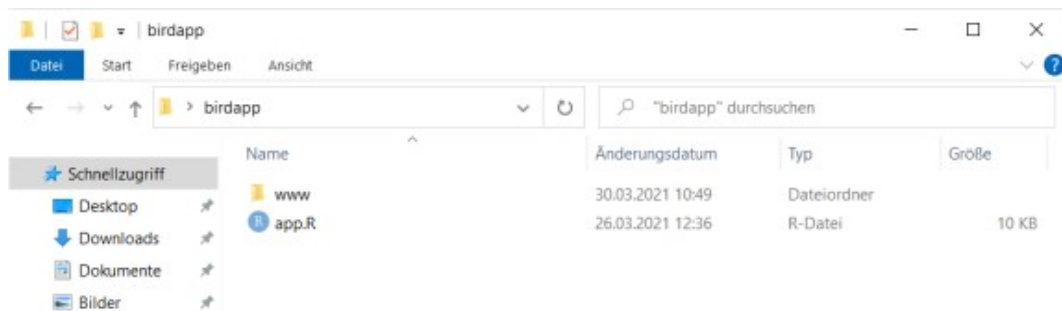 birdapp
Datei Start Freigeben Ansicht
birdapp "birdapp" durchsuchen
Name Änderungsdatum Typ Größe
Schnellzugriff
www 30.03.2021 10:49 Dateiordner
Desktop
R app.R 26.03.2021 12:36 R-Datei 10 KB
Downloads
Dokumente
Bilder